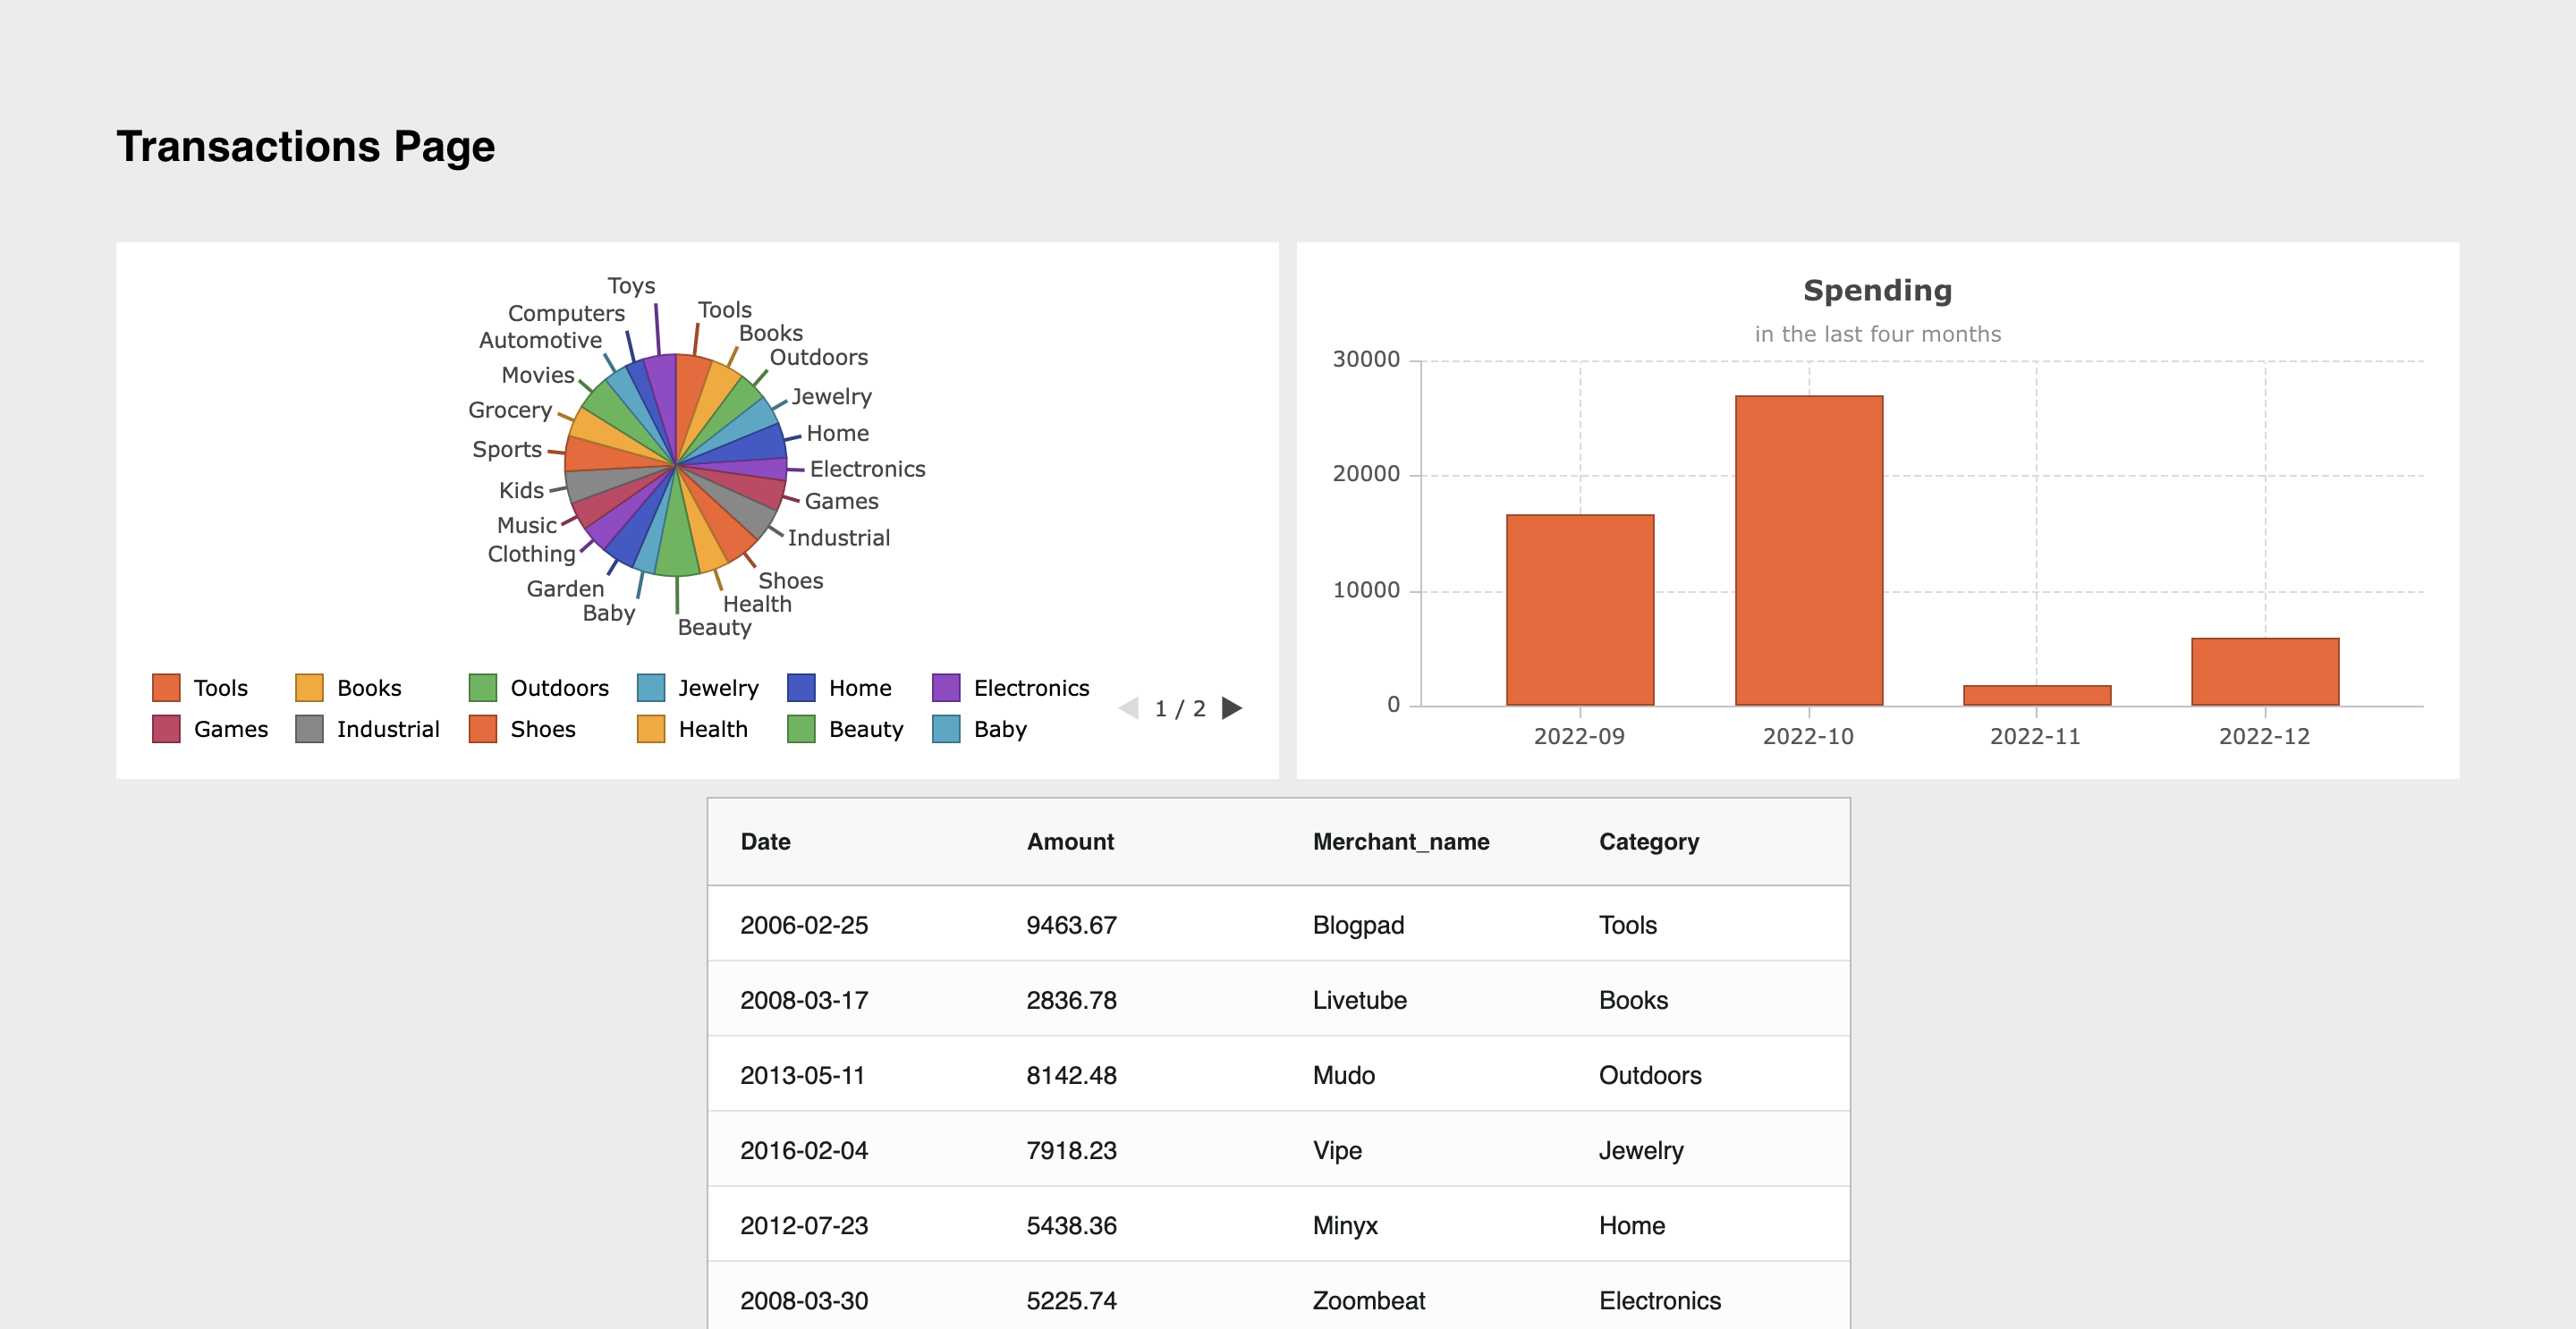 Transactions Page
Toys
Tools
Computers
Books
Automotive
Outdoors
Movies
Jewelry
Grocery
Home
Sports
Electronics
Kids
Games
Music
Industrial
Clothing
Shoes
Garden
Health
Baby
Beauty
Tools Books Outdoors Jewelry Home Electronics
Games Industrial Shoes Health Beauty Baby
1 / 2
Spending
in the last four months
30000
20000
10000
0
2022-09 2022-10 2022-11 2022-12
Date Amount Merchant_name Category
2006-02-25 9463.67 Blogpad Tools
2008-03-17 2836.78 Livetube Books
2013-05-11 8142.48 Mudo Outdoors
2016-02-04 7918.23 Vipe Jewelry
2012-07-23 5438.36 Minyx Home
2008-03-30 5225.74 Zoombeat Electronics